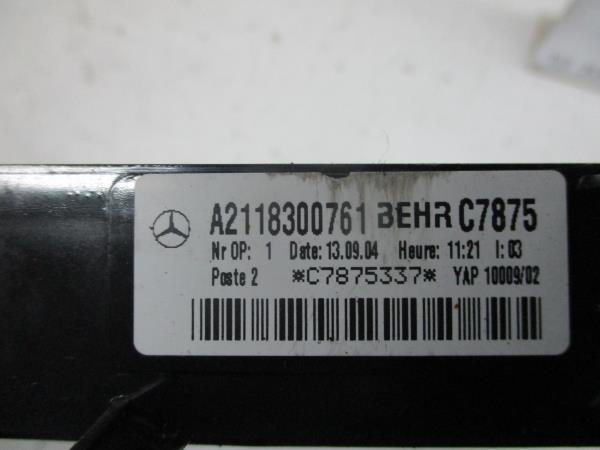 A2118300761 BEHR C7875
Nr OP: 1 Date: 13.09.04 Heure: 11:21 I: 03
Poste 2 *C7875337* YAP 10009/02